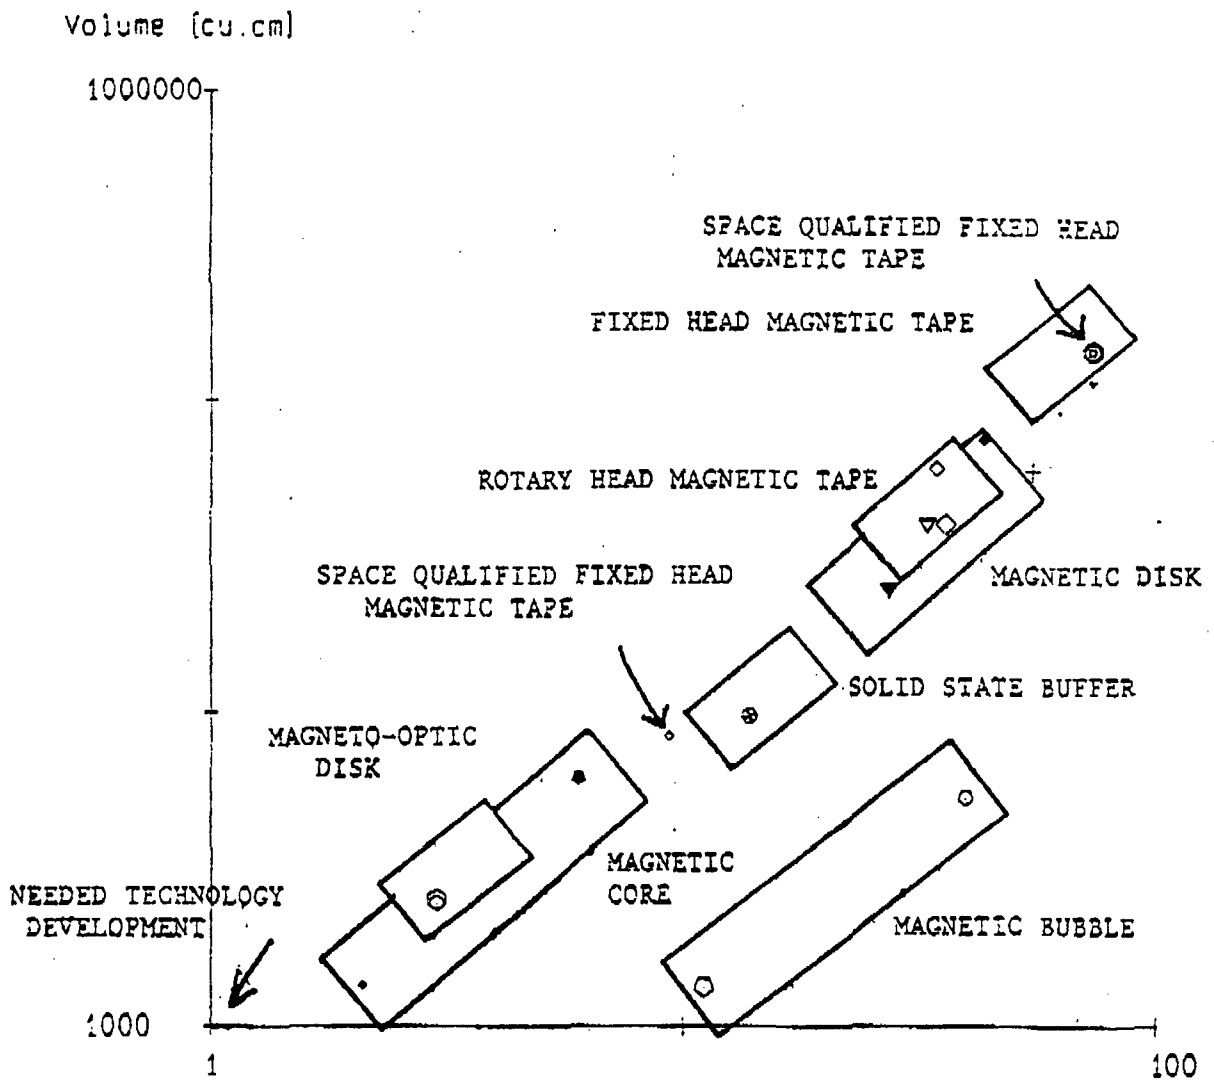 Volume [cu.cm]
1000000
SPACE QUALIFIED FIXED HEAD
MAGNETIC TAPE
FIXED HEAD MAGNETIC TAPE
ROTARY HEAD MAGNETIC TAPE
SPACE QUALIFIED FIXED HEAD
MAGNETIC TAPE
MAGNETIC DISK
SOLID STATE BUFFER
MAGNETO-OPTIC
DISK
MAGNETIC
CORE
NEEDED TECHNOLOGY
DEVELOPMENT
MAGNETIC BUBBLE
1000
1
100